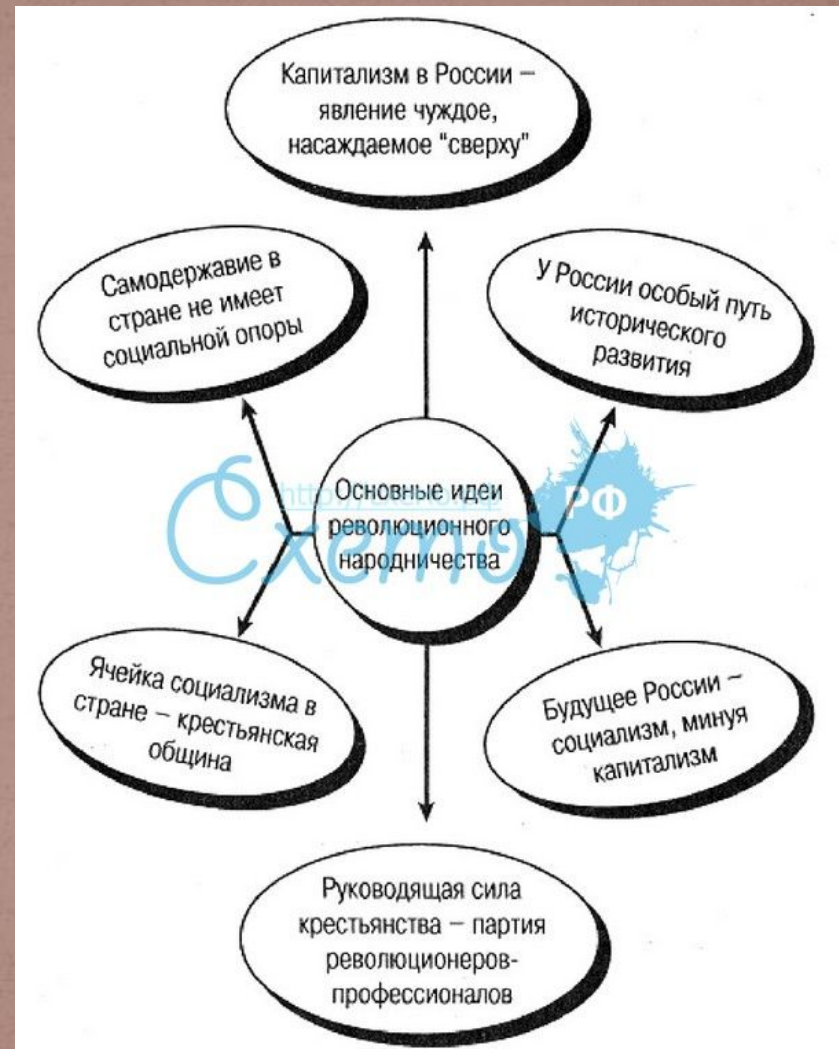 Капитализм в России –
явление чуждое,
насаждаемое "сверху"
Самодержавие в
стране не имеет
социальной опоры
У России особый путь
исторического
развития
Основные идеи
революционного
народничества
Схемо
РФ
Ячейка социализма в
стране – крестьянская
община
Будущее России –
социализм, минуя
капитализм
Руководящая сила
крестьянства – партия
революционеров-
профессионалов